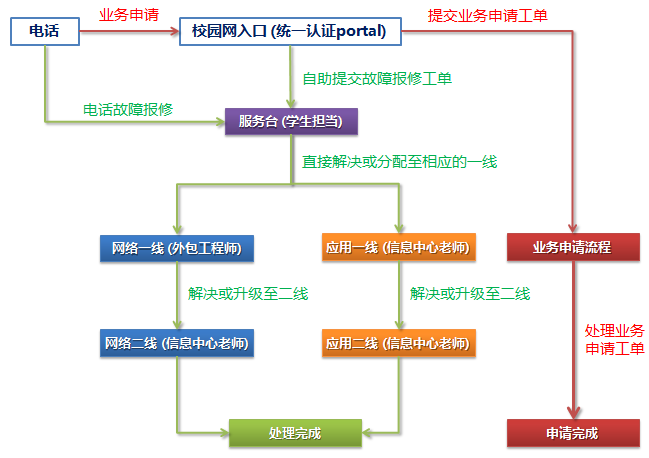 电话
业务申请
校园网入口 (统一认证portal)
提交业务申请工单
自助提交故障报修工单
电话故障报修
服务台 (学生担当)
直接解决或分配至相应的一线
网络一线 (外包工程师)
应用一线 (信息中心老师)
业务申请流程
解决或升级至二线
解决或升级至二线
处理业务
申请工单
网络二线 (信息中心老师)
应用二线 (信息中心老师)
处理完成
申请完成